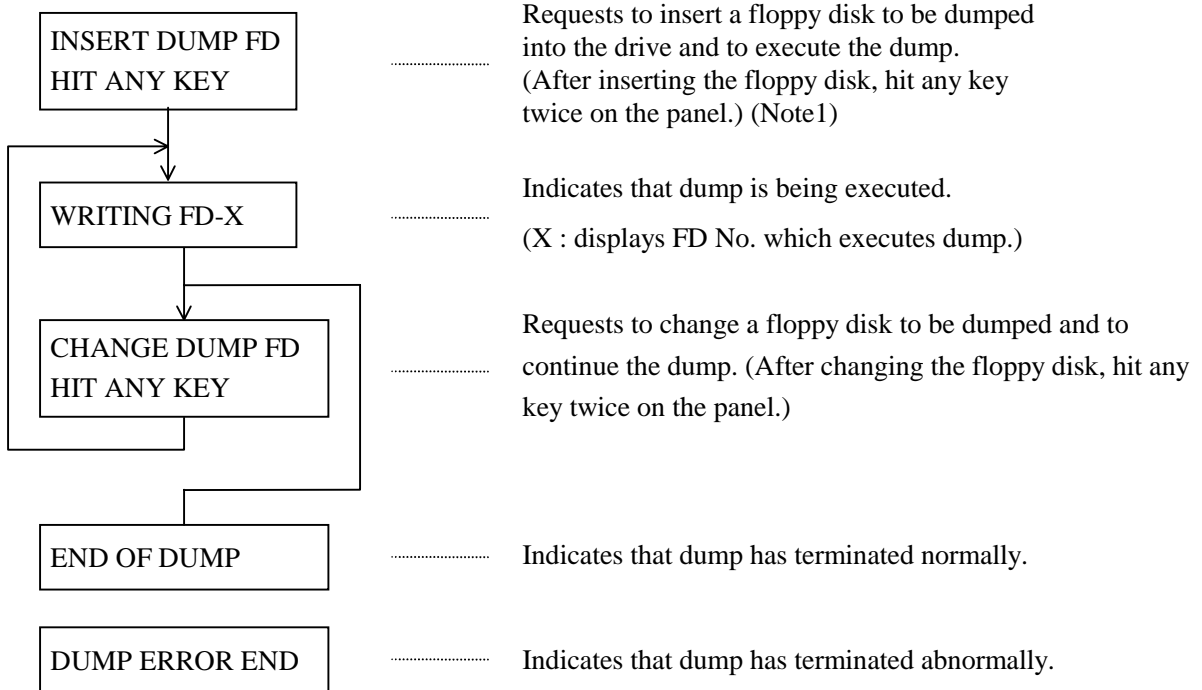 INSERT DUMP FD
HIT ANY KEY
Requests to insert a floppy disk to be dumped
into the drive and to execute the dump.
(After inserting the floppy disk, hit any key
twice on the panel.) (Note1)
WRITING FD-X
Indicates that dump is being executed.
(X : displays FD No. which executes dump.)
CHANGE DUMP FD
HIT ANY KEY
Requests to change a floppy disk to be dumped and to
continue the dump. (After changing the floppy disk, hit any
key twice on the panel.)
END OF DUMP
Indicates that dump has terminated normally.
DUMP ERROR END
Indicates that dump has terminated abnormally.